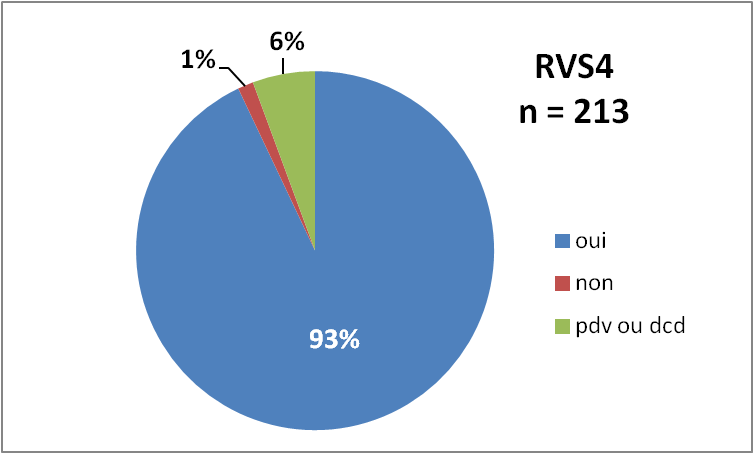 6%
1%
RVS4
n = 213
oui
non
pdv ou dcd
93%